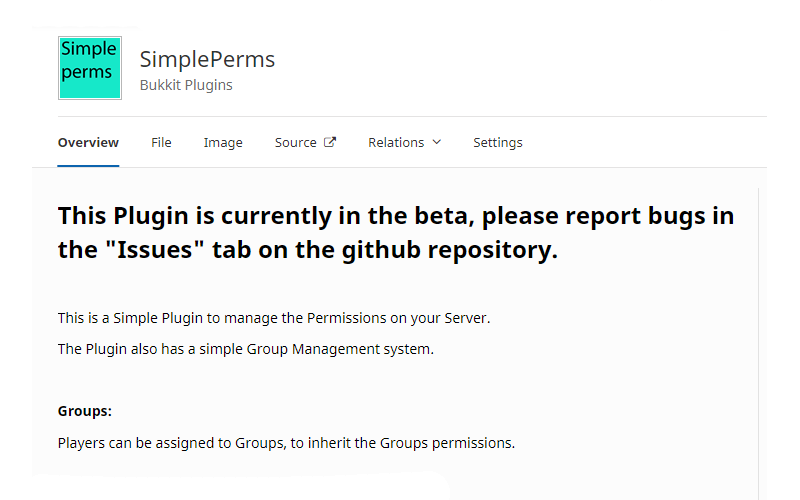 Simple
perms
SimplePerms
Bukkit Plugins
Overview File Image Source Relations Settings
This Plugin is currently in the beta, please report bugs in
the "Issues" tab on the github repository.
This is a Simple Plugin to manage the Permissions on your Server.
The Plugin also has a simple Group Management system.
Groups:
Players can be assigned to Groups, to inherit the Groups permissions.